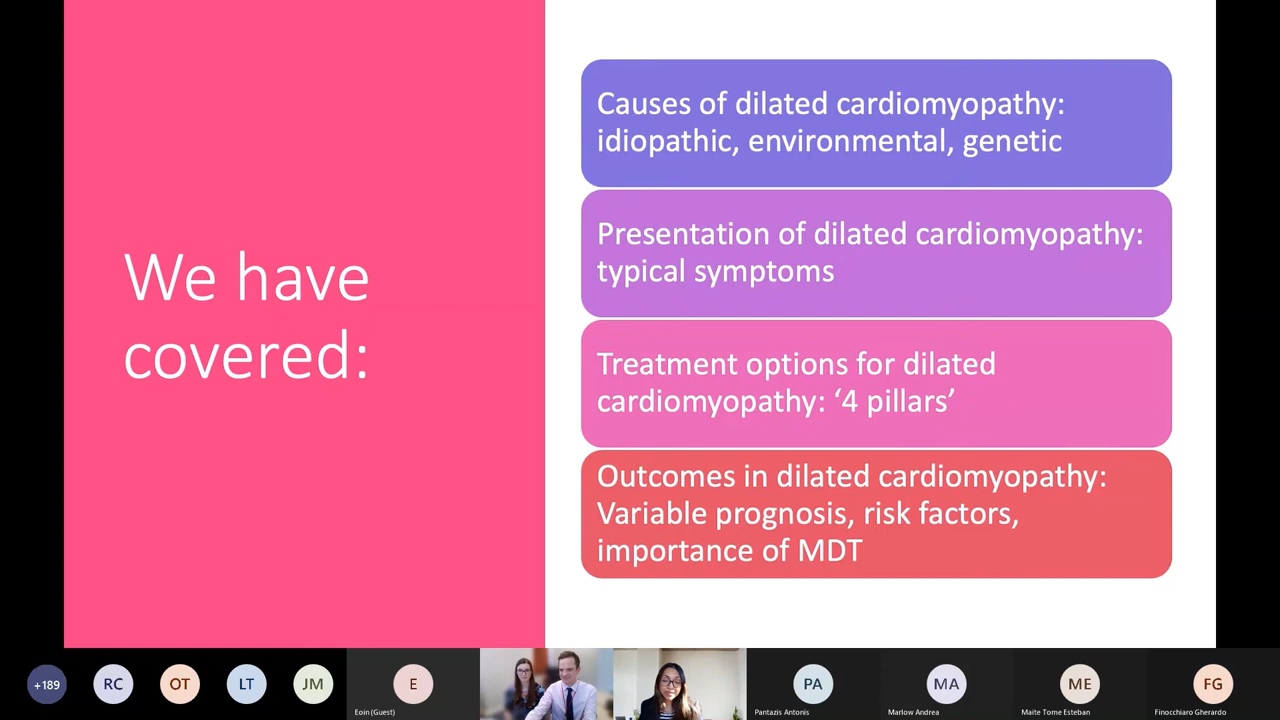 We have
covered:
Causes of dilated cardiomyopathy:
idiopathic, environmental, genetic
Presentation of dilated cardiomyopathy:
typical symptoms
Treatment options for dilated
cardiomyopathy: ‘4 pillars’
Outcomes in dilated cardiomyopathy:
Variable prognosis, risk factors,
importance of MDT
+189
RC
OT
LT
JM
E
Eoin (Guest)
PA
Pantazis Antonis
MA
Marlow Andrea
ME
Maite Tome Esteban
FG
Finocchiaro Gherardo